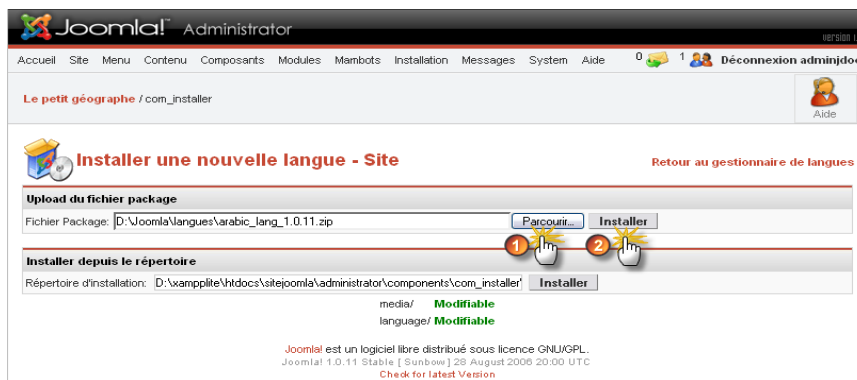 Joomla! Administrator
version
Accueil Site Menu Contenu Composants Modules Mambots Installation Messages System Aide 0 1 Déconnexion adminjdo
Le petit géographe / com_installer
Aide
Installer une nouvelle langue - Site
Retour au gestionnaire de langues
Upload du fichier package
Fichier Package: D:\Joomla\langues\arabic_lang_1.0.11.zip Parcourir... Installer
1 2
Installer depuis le répertoire
Répertoire d'installation: D:\xampplite\htdocs\sitejoomla\administrator\components\com_installer\ Installer
media/ Modifiable
language/ Modifiable
Joomla! est un logiciel libre distribué sous licence GNU/GPL.
Joomla! 1.0.11 Stable [ Sunbow ] 28 August 2006 20:00 UTC
Check for latest Version